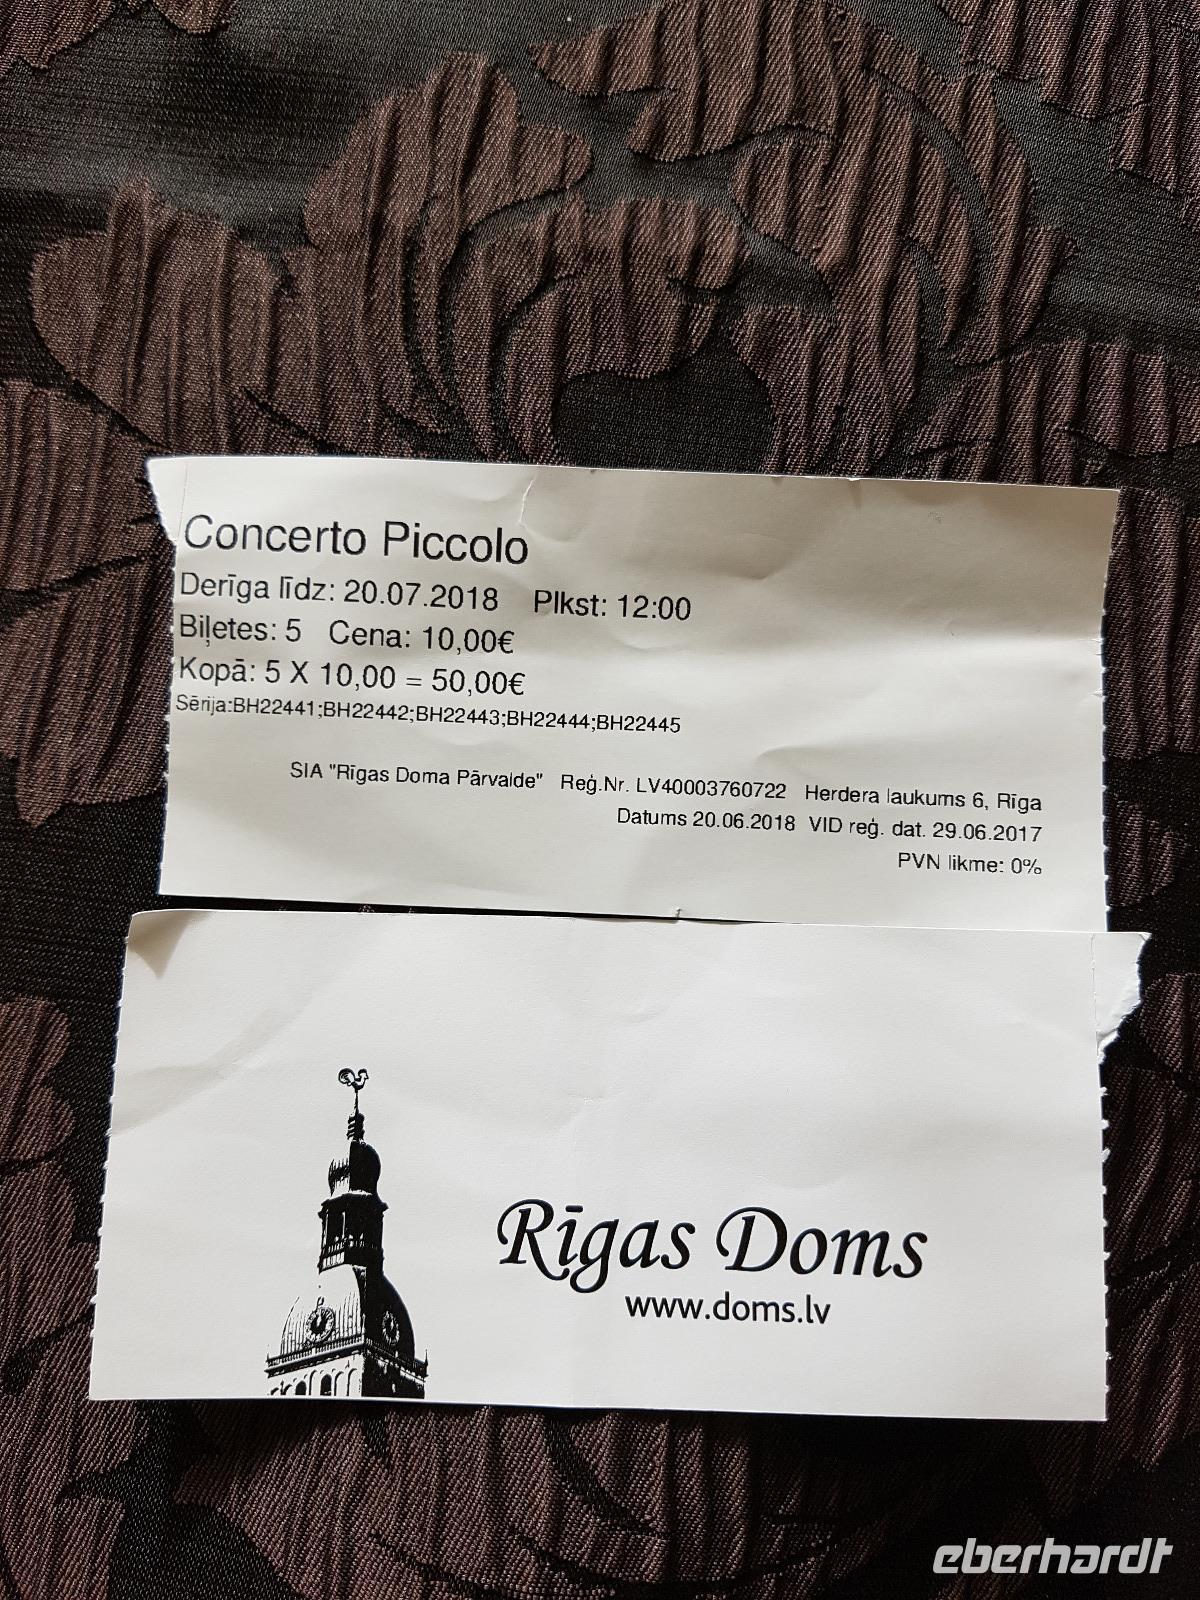 Concerto Piccolo
Derīga līdz: 20.07.2018 Plkst: 12:00
Biļetes: 5 Cena: 10,00€
Kopā: 5 X 10,00 = 50,00€
Sērija:BH22441;BH22442;BH22443;BH22444;BH22445
SIA "Rīgas Doma Pārvalde" Reģ.Nr. LV40003760722 Herdera laukums 6, Rīga
Datums 20.06.2018 VID reģ. dat. 29.06.2017
PVN likme: 0%
Rīgas Doms
www.doms.lv
eberhardt